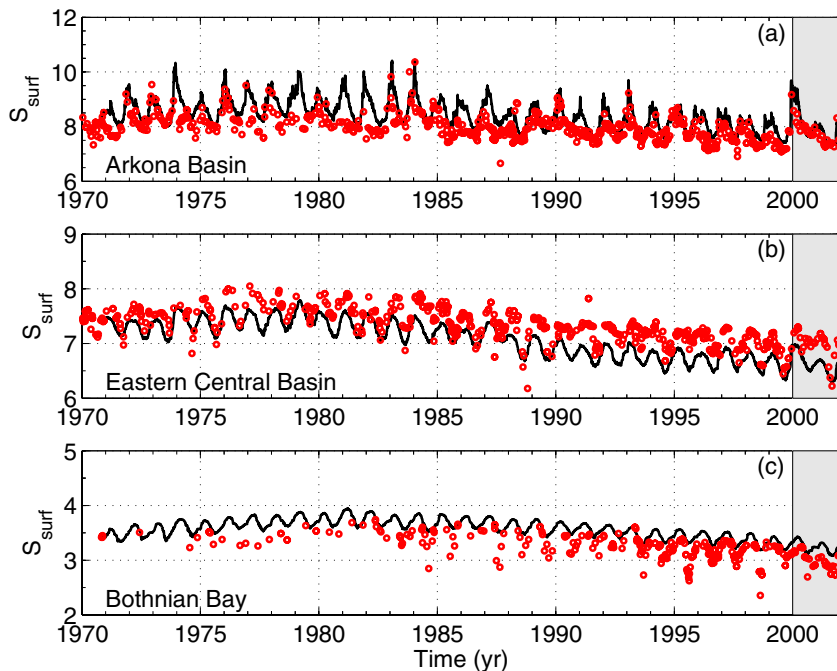 (a)
12
10
8
6
S_surf
Arkona Basin
1970 1975 1980 1985 1990 1995 2000
(b)
9
8
7
6
S_surf
Eastern Central Basin
1970 1975 1980 1985 1990 1995 2000
(c)
5
4
3
2
S_surf
Bothnian Bay
1970 1975 1980 1985 1990 1995 2000
Time (yr)